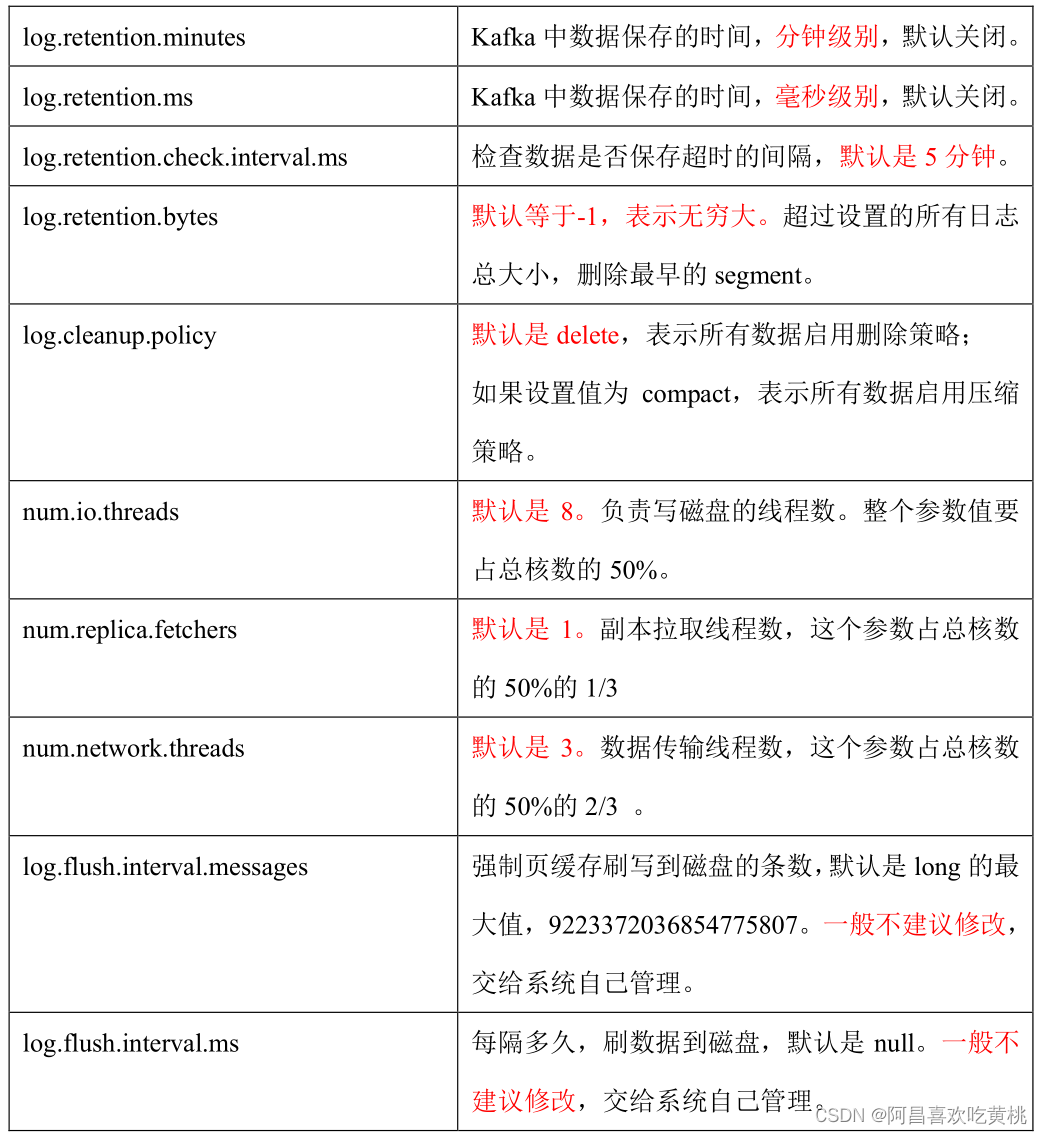 log.retention.minutes
Kafka 中数据保存的时间，分钟级别，默认关闭。
log.retention.ms
Kafka 中数据保存的时间，毫秒级别，默认关闭。
log.retention.check.interval.ms
检查数据是否保存超时的间隔，默认是 5 分钟。
log.retention.bytes
默认等于-1，表示无穷大。超过设置的所有日志
总大小，删除最早的 segment。
log.cleanup.policy
默认是 delete，表示所有数据启用删除策略；
如果设置值为 compact，表示所有数据启用压缩
策略。
num.io.threads
默认是 8。负责写磁盘的线程数。整个参数值要
占总核数的 50%。
num.replica.fetchers
默认是 1。副本拉取线程数，这个参数占总核数
的 50%的 1/3
num.network.threads
默认是 3。数据传输线程数，这个参数占总核数
的 50%的 2/3 。
log.flush.interval.messages
强制页缓存刷写到磁盘的条数，默认是 long 的最
大值，9223372036854775807。一般不建议修改，
交给系统自己管理。
log.flush.interval.ms
每隔多久，刷数据到磁盘，默认是 null。一般不
建议修改，交给系统自己管理。
CSDN @阿昌喜欢吃黄桃